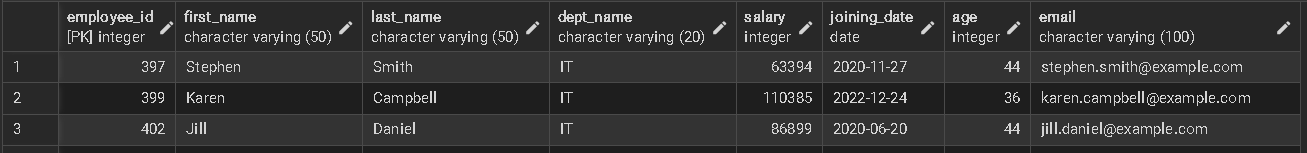 employee_id first_name last_name dept_name salary joining_date age email
[PK] integer character varying (50) character varying (50) character varying (20) integer date integer character varying (100)
1 397 Stephen Smith IT 63394 2020-11-27 44 stephen.smith@example.com
2 399 Karen Campbell IT 110385 2022-12-24 36 karen.campbell@example.com
3 402 Jill Daniel IT 86899 2020-06-20 44 jill.daniel@example.com